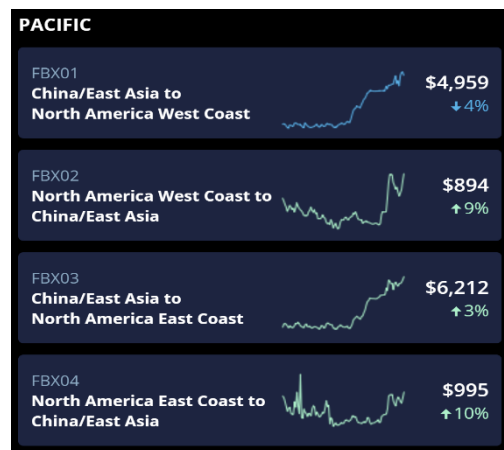 PACIFIC
FBX01
China/East Asia to
North America West Coast
$4,959
↓4%
FBX02
North America West Coast to
China/East Asia
$894
↑9%
FBX03
China/East Asia to
North America East Coast
$6,212
↑3%
FBX04
North America East Coast to
China/East Asia
$995
↑10%